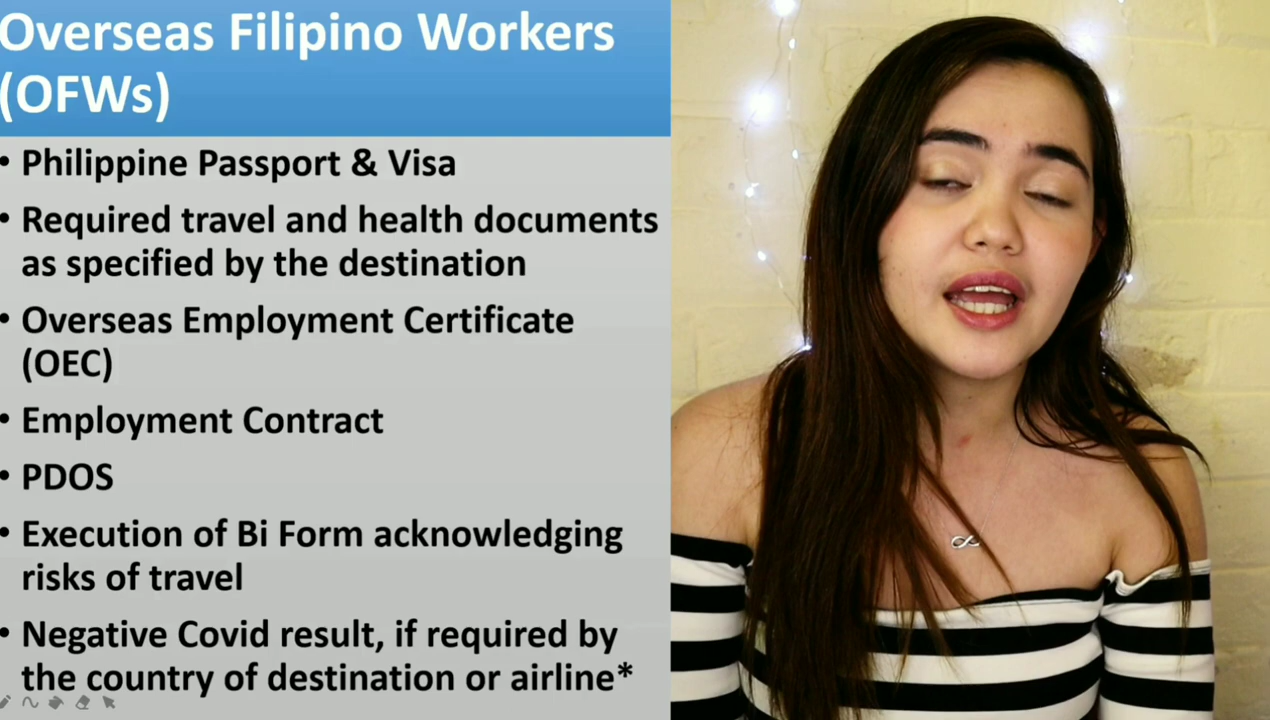 Overseas Filipino Workers
(OFWs)
• Philippine Passport & Visa
• Required travel and health documents
as specified by the destination
• Overseas Employment Certificate
(OEC)
• Employment Contract
• PDOS
• Execution of Bi Form acknowledging
risks of travel
• Negative Covid result, if required by
the country of destination or airline*